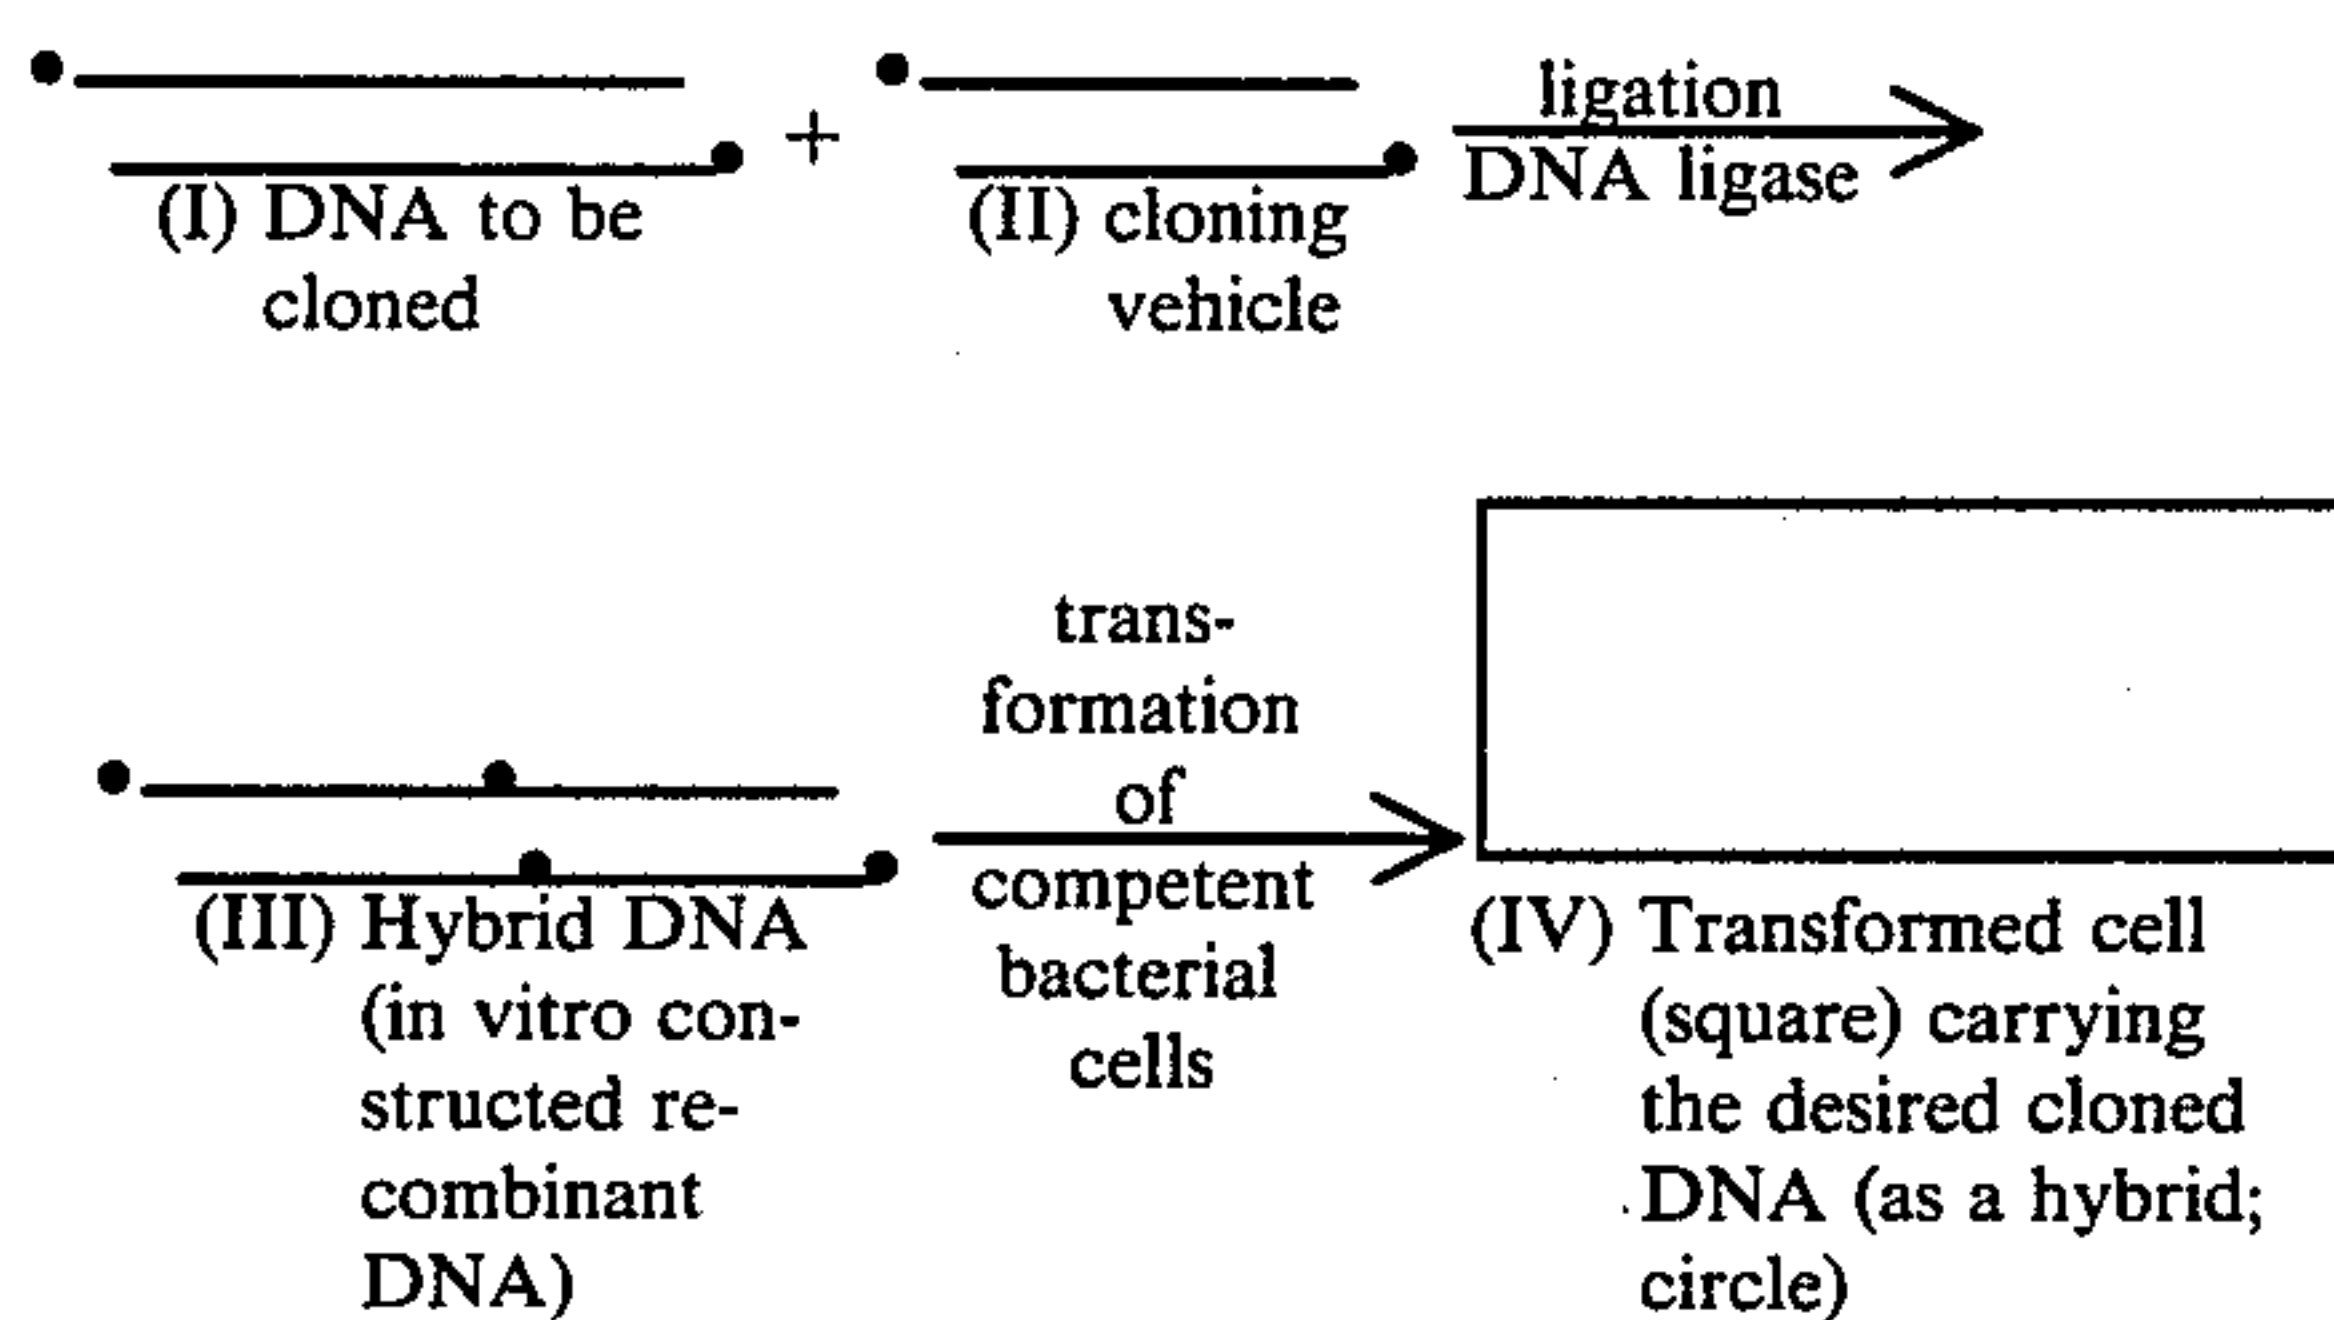 +
ligation
DNA ligase
(I) DNA to be
cloned
(II) cloning
vehicle
trans-
formation
of
competent
bacterial
cells
(III) Hybrid DNA
(in vitro con-
structed re-
combinant
DNA)
(IV) Transformed cell
(square) carrying
the desired cloned
DNA (as a hybrid;
circle)